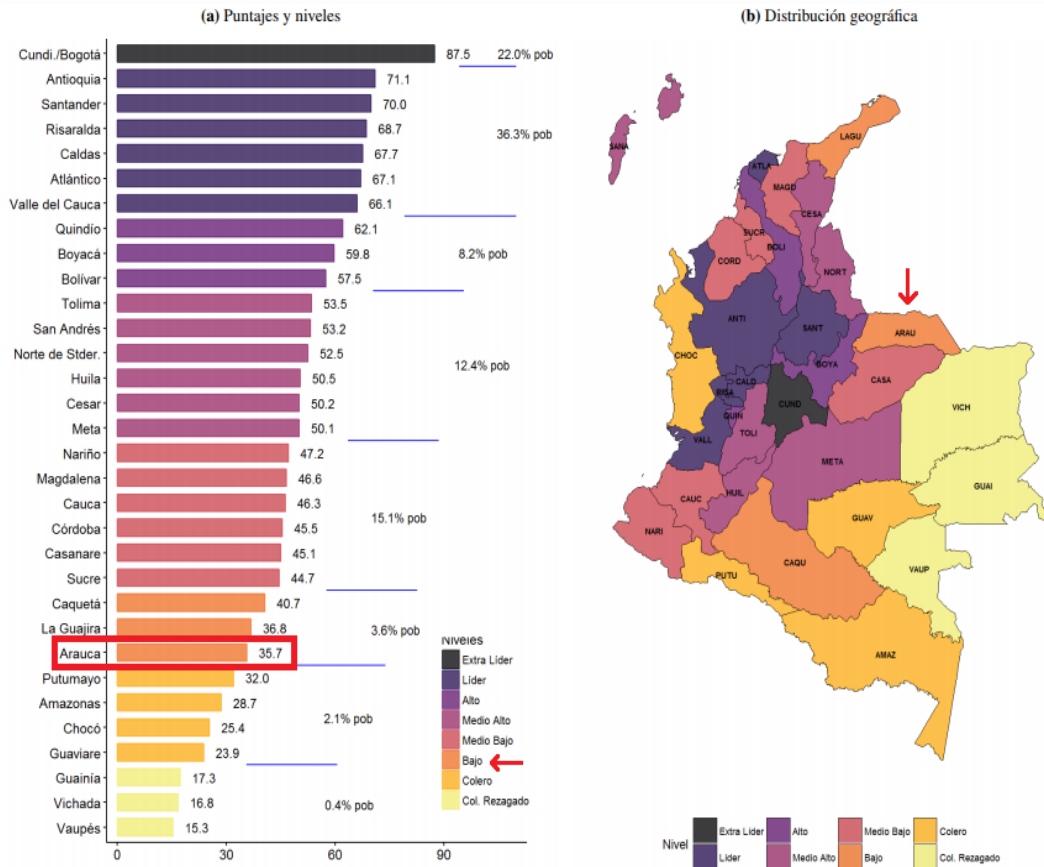 (a) Puntajes y niveles
Cundi./Bogotá 87.5 22.0% pob
Antioquia 71.1
Santander 70.0
Risaralda 68.7 36.3% pob
Caldas 67.7
Atlántico 67.1
Valle del Cauca 66.1
Quindío 62.1
Boyacá 59.8 8.2% pob
Bolívar 57.5
Tolima 53.5
San Andrés 53.2
Norte de Stder. 52.5 12.4% pob
Huila 50.5
Cesar 50.2
Meta 50.1
Nariño 47.2
Magdalena 46.6
Cauca 46.3 15.1% pob
Córdoba 45.5
Casanare 45.1
Sucre 44.7
Caquetá 40.7
La Guajira 36.8 3.6% pob
Arauca 35.7
Putumayo 32.0
Amazonas 28.7 2.1% pob
Chocó 25.4
Guaviare 23.9
Guainía 17.3
Vichada 16.8 0.4% pob
Vaupés 15.3
0 30 60 90
Niveles
Extra Líder
Líder
Alto
Medio Alto
Medio Bajo
Bajo
Colero
Col. Rezagado
(b) Distribución geográfica
LAGU
SANA
ATLA
MAGD
CESA
SUCR
BOLI
CORD
NORT
ANTI
SANT
ARAU
CHOC
BOYA
CASA
CALD
RISA
CUND
VICH
QUIN
TOLI
VALL
META
GUAI
HUIL
CAUC
GUAV
NARI
CAQU
VAUP
PUTU
AMAZ
Nivel
Extra Líder Alto Medio Bajo Colero
Líder Medio Alto Bajo Col. Rezagado